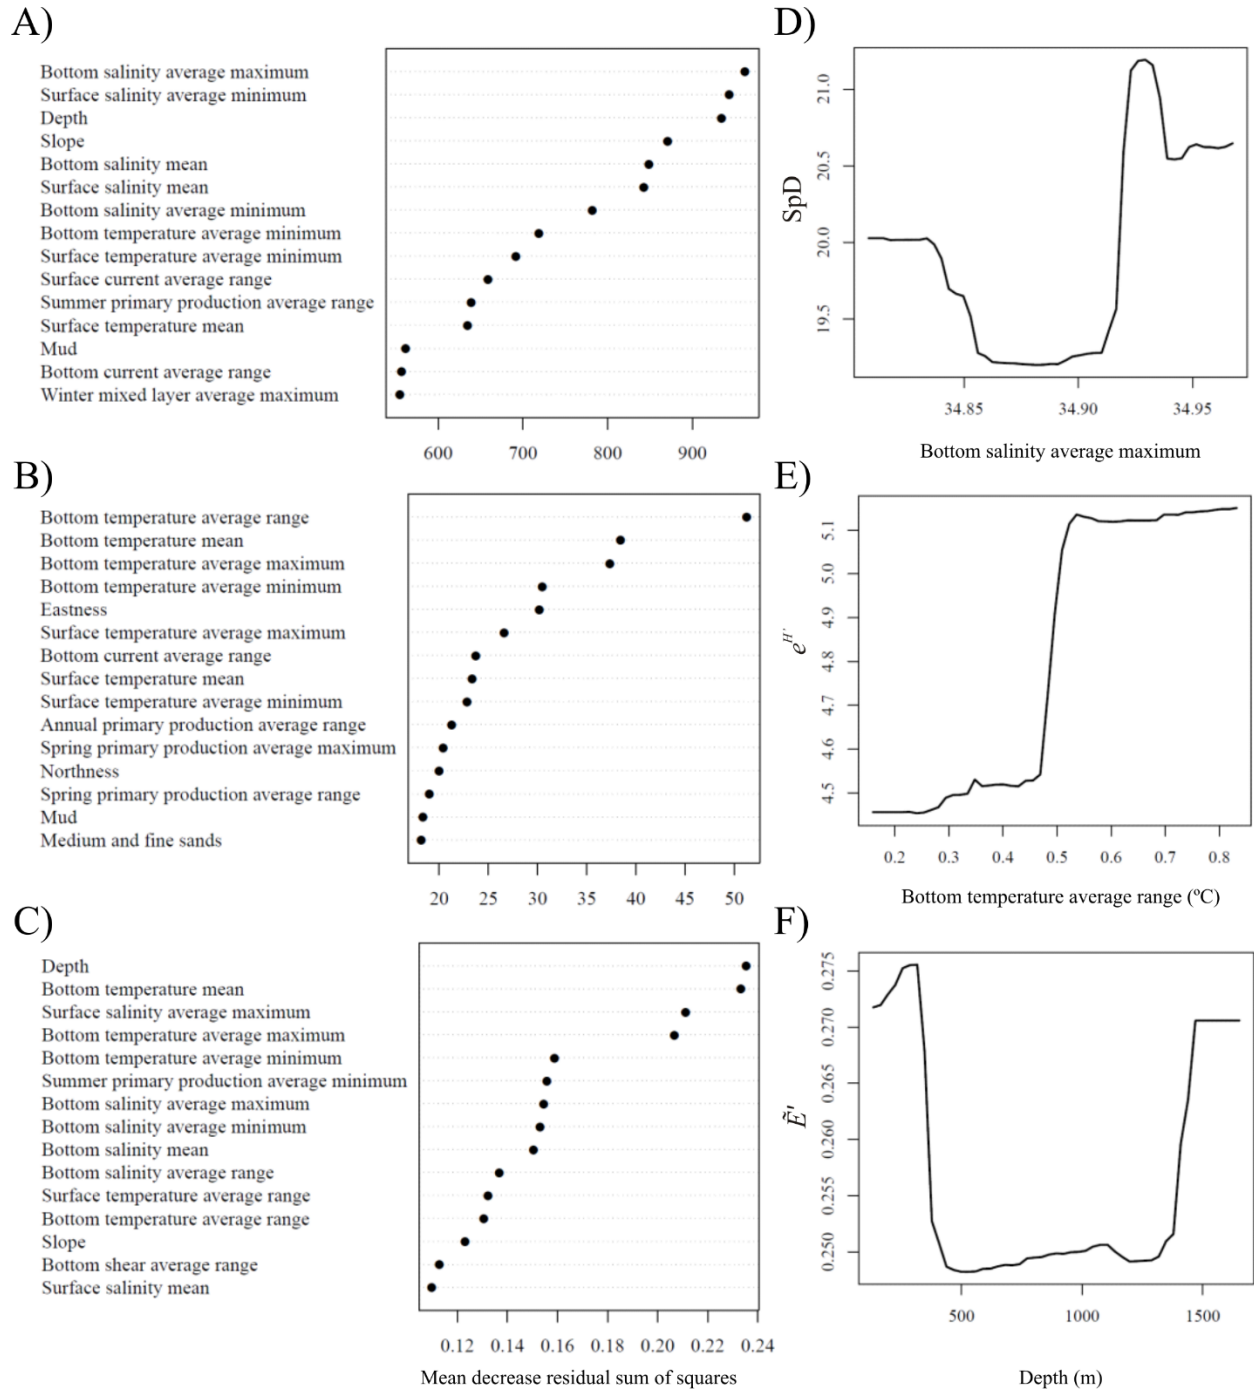 A)
Bottom salinity average maximum
Surface salinity average minimum
Depth
Slope
Bottom salinity mean
Surface salinity mean
Bottom salinity average minimum
Bottom temperature average minimum
Surface temperature average minimum
Surface current average range
Summer primary production average range
Surface temperature mean
Mud
Bottom current average range
Winter mixed layer average maximum
600 700 800 900
D)
SpD
21.0
20.5
20.0
19.5
34.85 34.90 34.95
Bottom salinity average maximum
B)
Bottom temperature average range
Bottom temperature mean
Bottom temperature average maximum
Bottom temperature average minimum
Eastness
Surface temperature average maximum
Bottom current average range
Surface temperature mean
Surface temperature average minimum
Annual primary production average range
Spring primary production average maximum
Northness
Spring primary production average range
Mud
Medium and fine sands
20 25 30 35 40 45 50
E)
e^H'
5.1
5.0
4.9
4.8
4.7
4.6
4.5
0.2 0.3 0.4 0.5 0.6 0.7 0.8
Bottom temperature average range (ºC)
C)
Depth
Bottom temperature mean
Surface salinity average maximum
Bottom temperature average maximum
Bottom temperature average minimum
Summer primary production average minimum
Bottom salinity average maximum
Bottom salinity average minimum
Bottom salinity mean
Bottom salinity average range
Surface temperature average range
Bottom temperature average range
Slope
Bottom shear average range
Surface salinity mean
0.12 0.14 0.16 0.18 0.20 0.22 0.24
Mean decrease residual sum of squares
F)
Ẽ'
0.275
0.270
0.265
0.260
0.255
0.250
500 1000 1500
Depth (m)